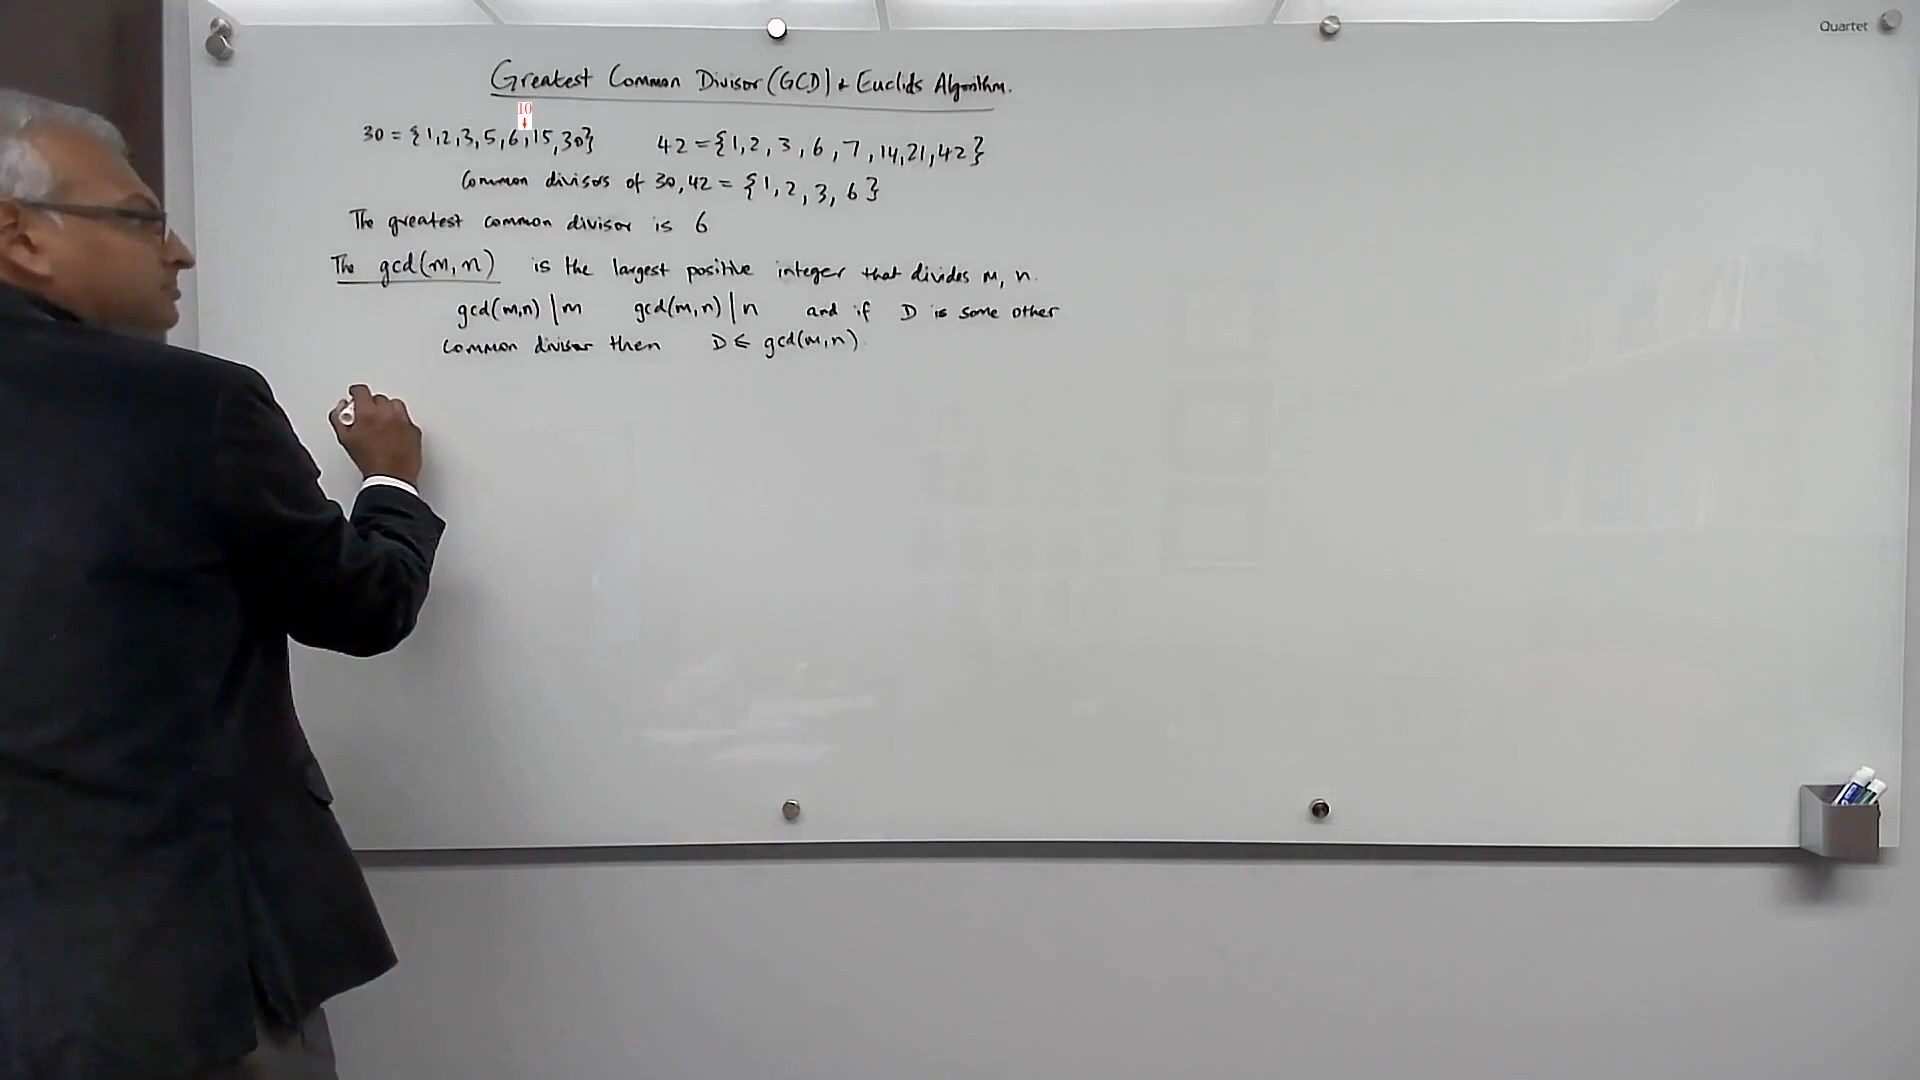 Quartet
Greatest Common Divisor (GCD) + Euclids Algorithm.
10
30 = {1,2,3,5,6,15,30} 42 = {1,2,3,6,7,14,21,42}
Common divisors of 30,42 = {1,2,3,6}
The greatest common divisor is 6
The gcd(m,n) is the largest positive integer that divides m, n.
gcd(m,n) | m gcd(m,n) | n and if D is some other
common divisor then D ≤ gcd(m,n).